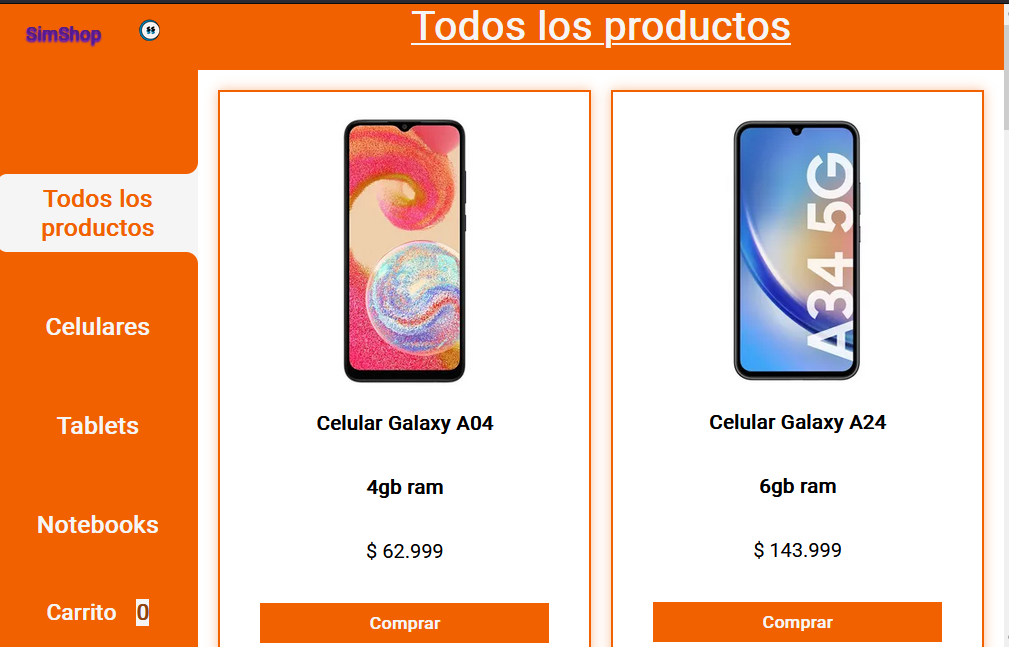 SimShop
Todos los productos
Todos los
productos
Celulares
Tablets
Notebooks
Carrito 0
Celular Galaxy A04
4gb ram
$ 62.999
Comprar
A34 5G
Celular Galaxy A24
6gb ram
$ 143.999
Comprar